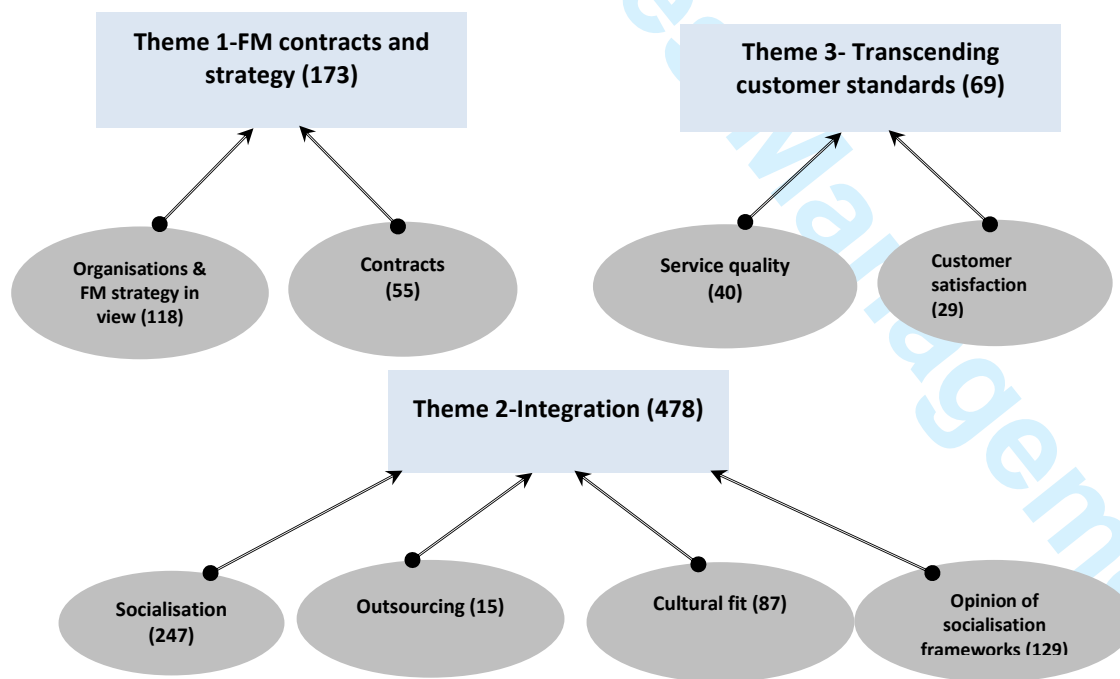 Theme 1-FM contracts and
strategy (173)
Theme 3- Transcending
customer standards (69)
Organisations &
FM strategy in
view (118)
Contracts
(55)
Service quality
(40)
Customer
satisfaction
(29)
Theme 2-Integration (478)
Socialisation
(247)
Outsourcing (15)
Cultural fit (87)
Opinion of
socialisation
frameworks (129)